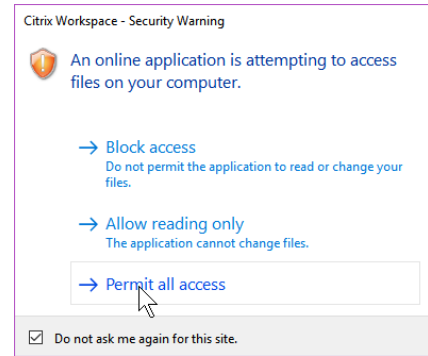 Citrix Workspace - Security Warning
An online application is attempting to access
files on your computer.
Block access
Do not permit the application to read or change your
files.
Allow reading only
The application cannot change files.
Permit all access
Do not ask me again for this site.